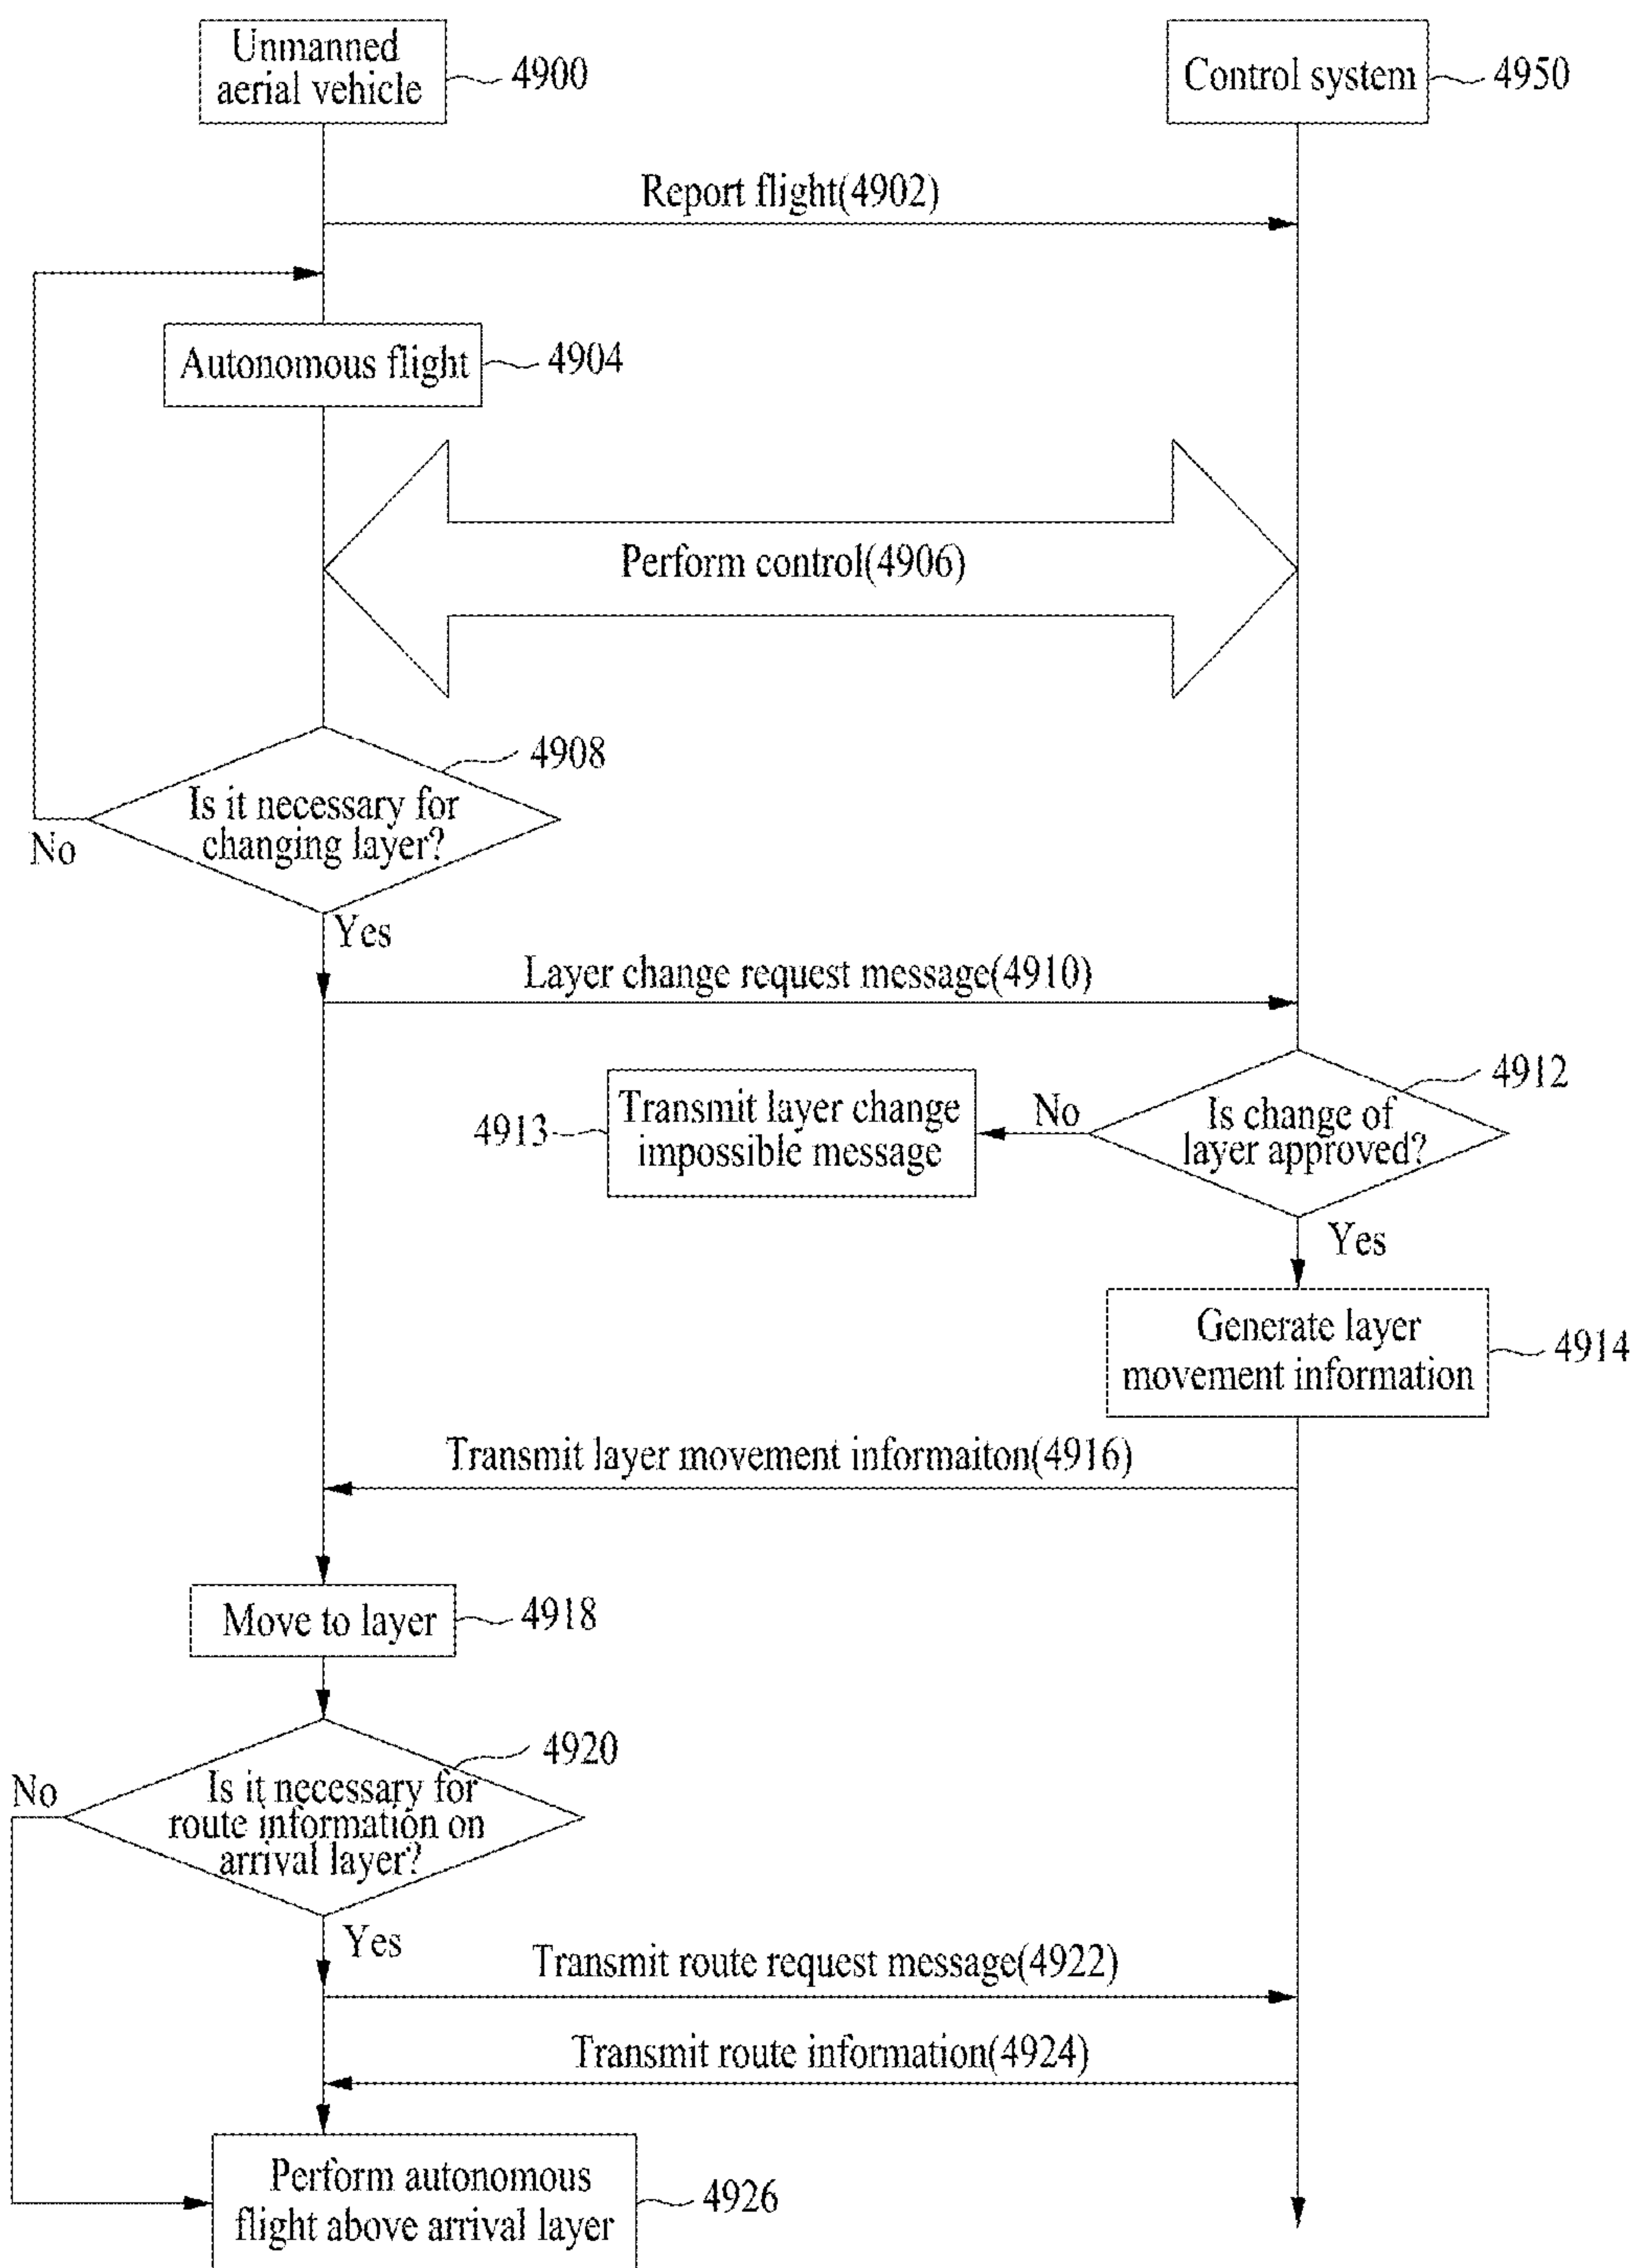 Unmanned
aerial vehicle
4900
Control system
4950
Report flight(4902)
Autonomous flight
4904
Perform control(4906)
4908
Is it necessary for
changing layer?
No
Yes
Layer change request message(4910)
4912
Is change of
layer approved?
No
4913
Transmit layer change
impossible message
Yes
Generate layer
movement information
4914
Transmit layer movement informaiton(4916)
Move to layer
4918
4920
No
Is it necessary for
route information on
arrival layer?
Yes
Transmit route request message(4922)
Transmit route information(4924)
Perform autonomous
flight above arrival layer
4926